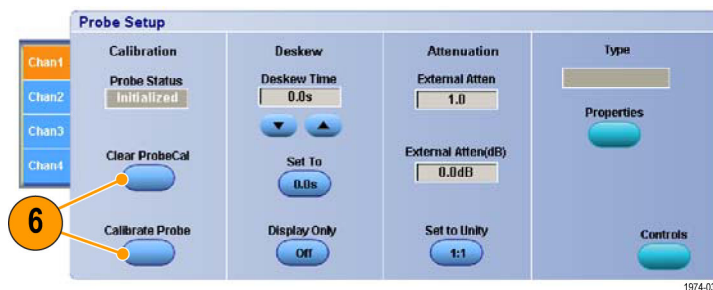 Probe Setup
Chan1
Chan2
Chan3
Chan4
Calibration
Probe Status
Initialized
Clear ProbeCal
Calibrate Probe
6
Deskew
Deskew Time
0.0s
Set To
0.0s
Display Only
Off
Attenuation
External Atten
1.0
External Atten(dB)
0.0dB
Set to Unity
1:1
Type
Properties
Controls